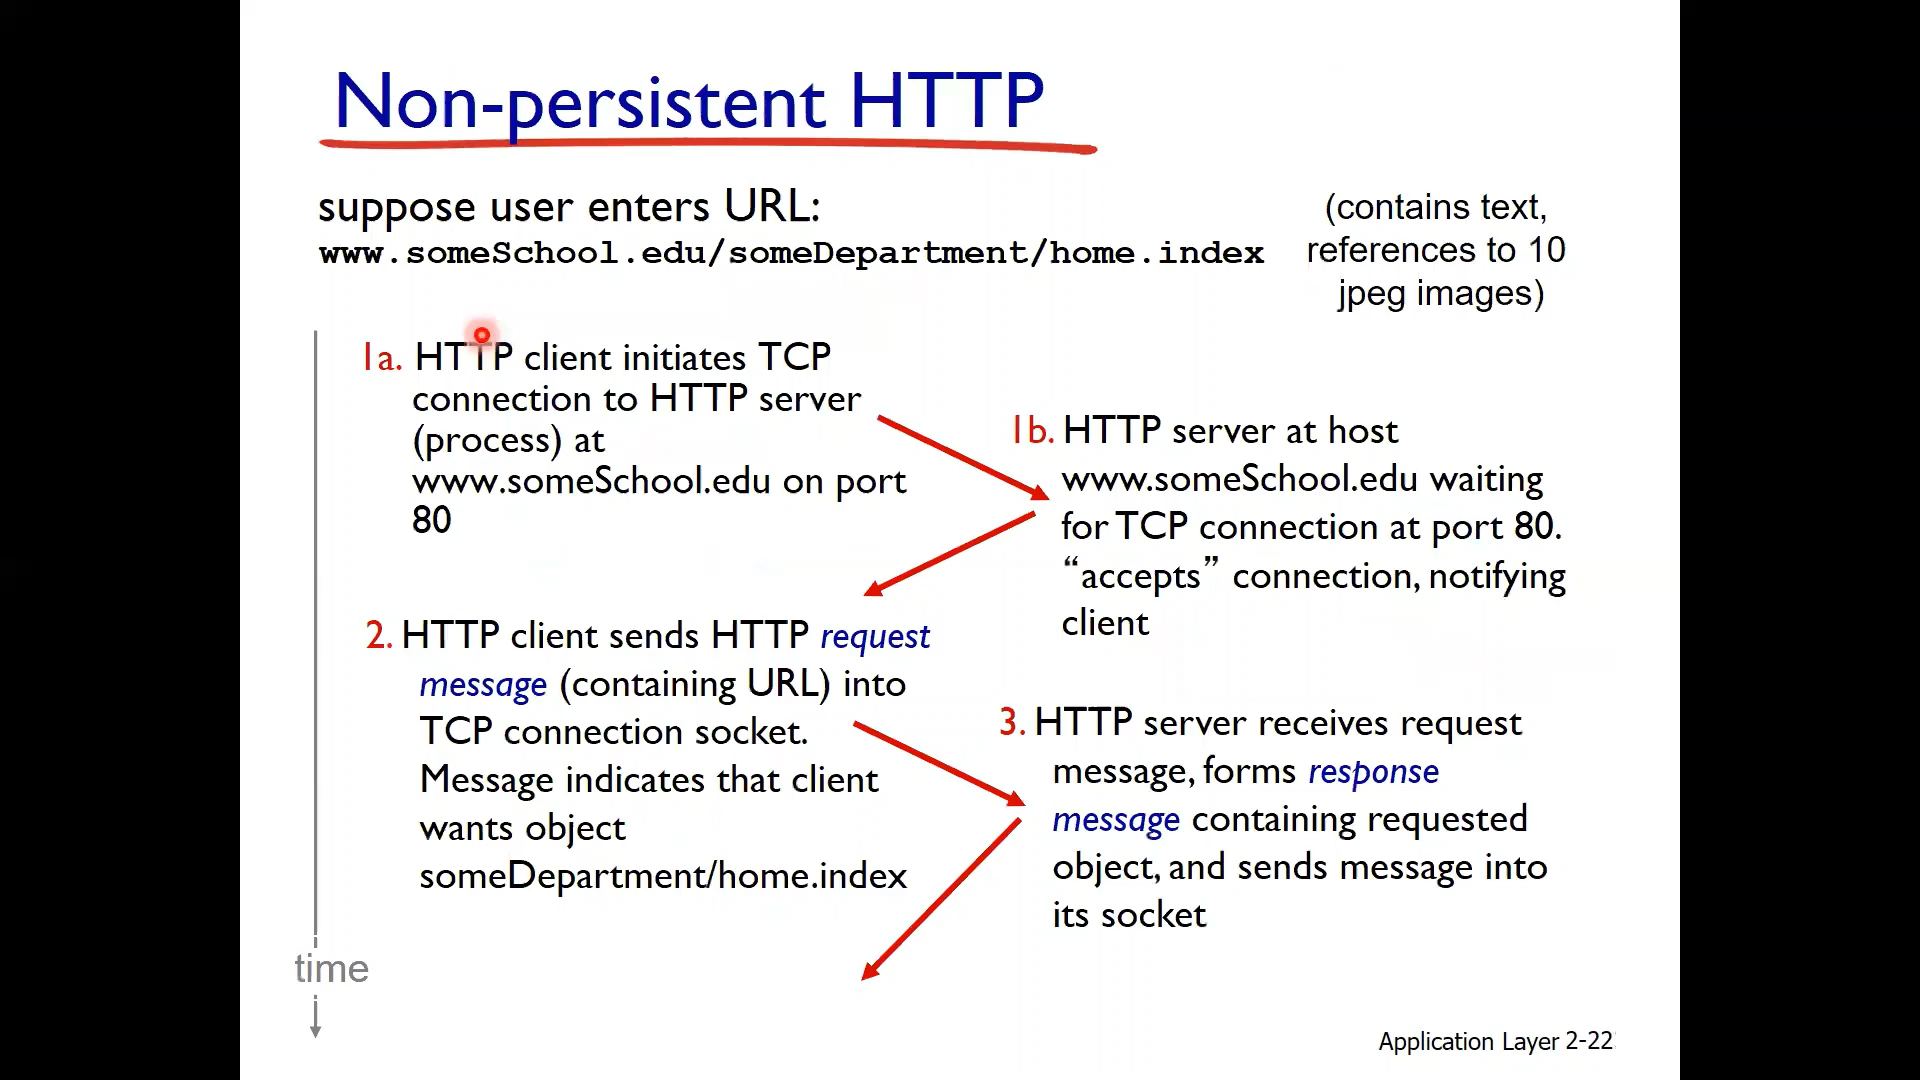 Non-persistent HTTP
suppose user enters URL:
www.someSchool.edu/someDepartment/home.index
(contains text,
references to 10
jpeg images)
1a. HTTP client initiates TCP
connection to HTTP server
(process) at
www.someSchool.edu on port
80
1b. HTTP server at host
www.someSchool.edu waiting
for TCP connection at port 80.
“accepts” connection, notifying
client
2. HTTP client sends HTTP request
message (containing URL) into
TCP connection socket.
Message indicates that client
wants object
someDepartment/home.index
3. HTTP server receives request
message, forms response
message containing requested
object, and sends message into
its socket
time
Application Layer 2-22